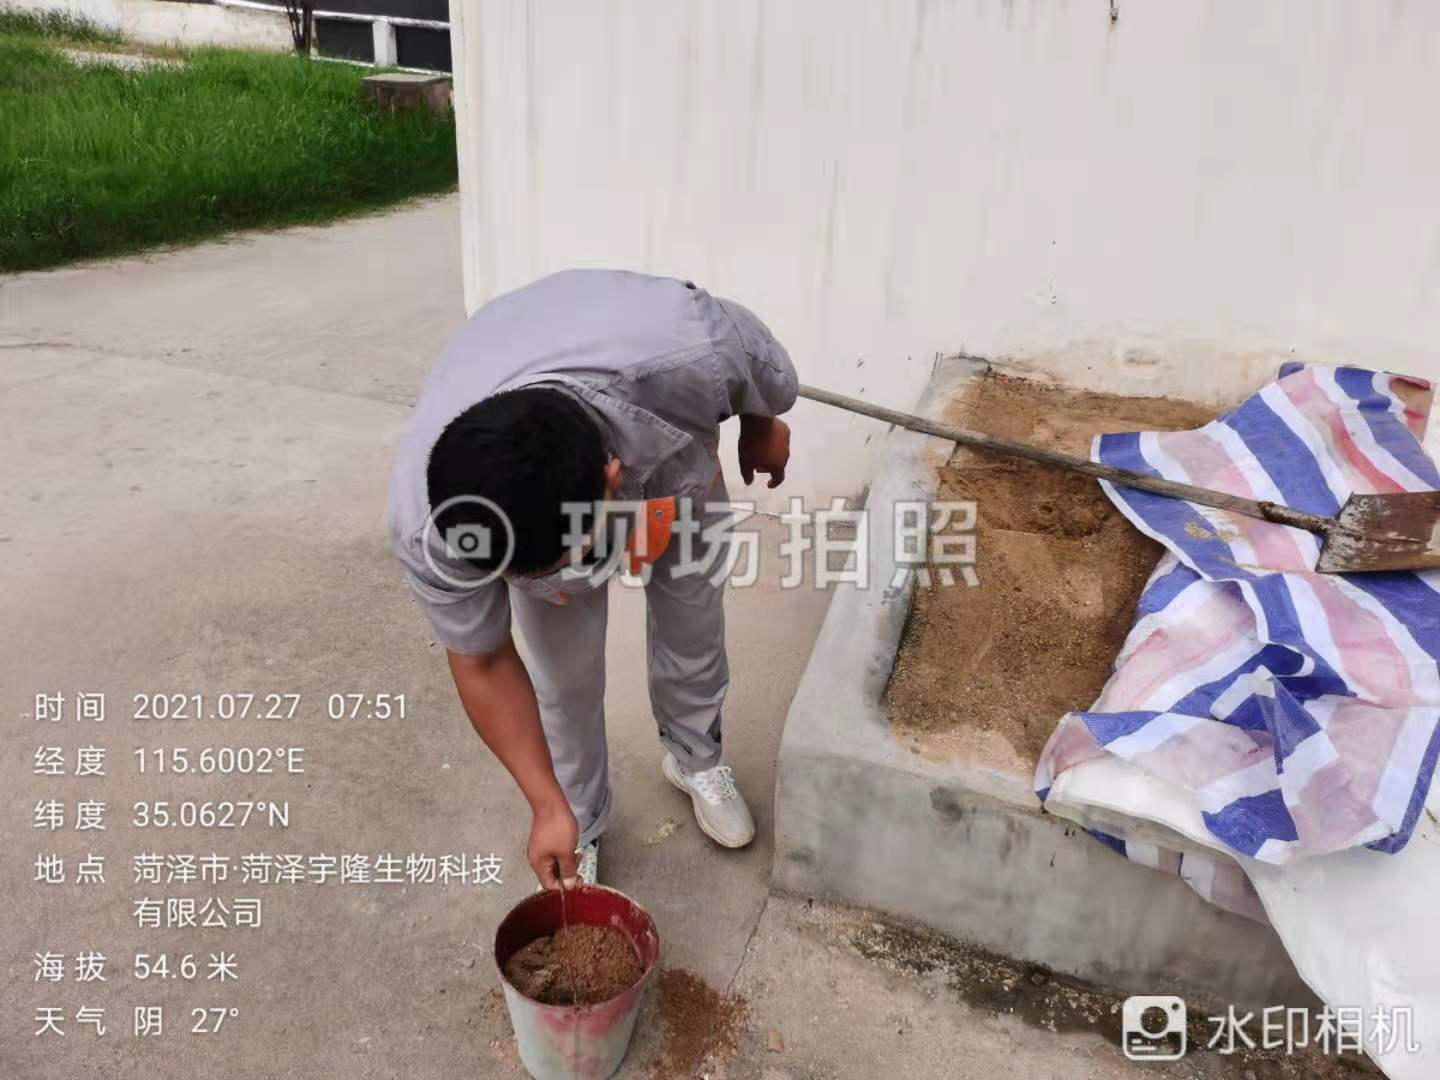 现场拍照
时间 2021.07.27 07:51
经度 115.6002°E
纬度 35.0627°N
地点 菏泽市·菏泽宇隆生物科技
有限公司
海拔 54.6 米
天气 阴 27°
水印相机